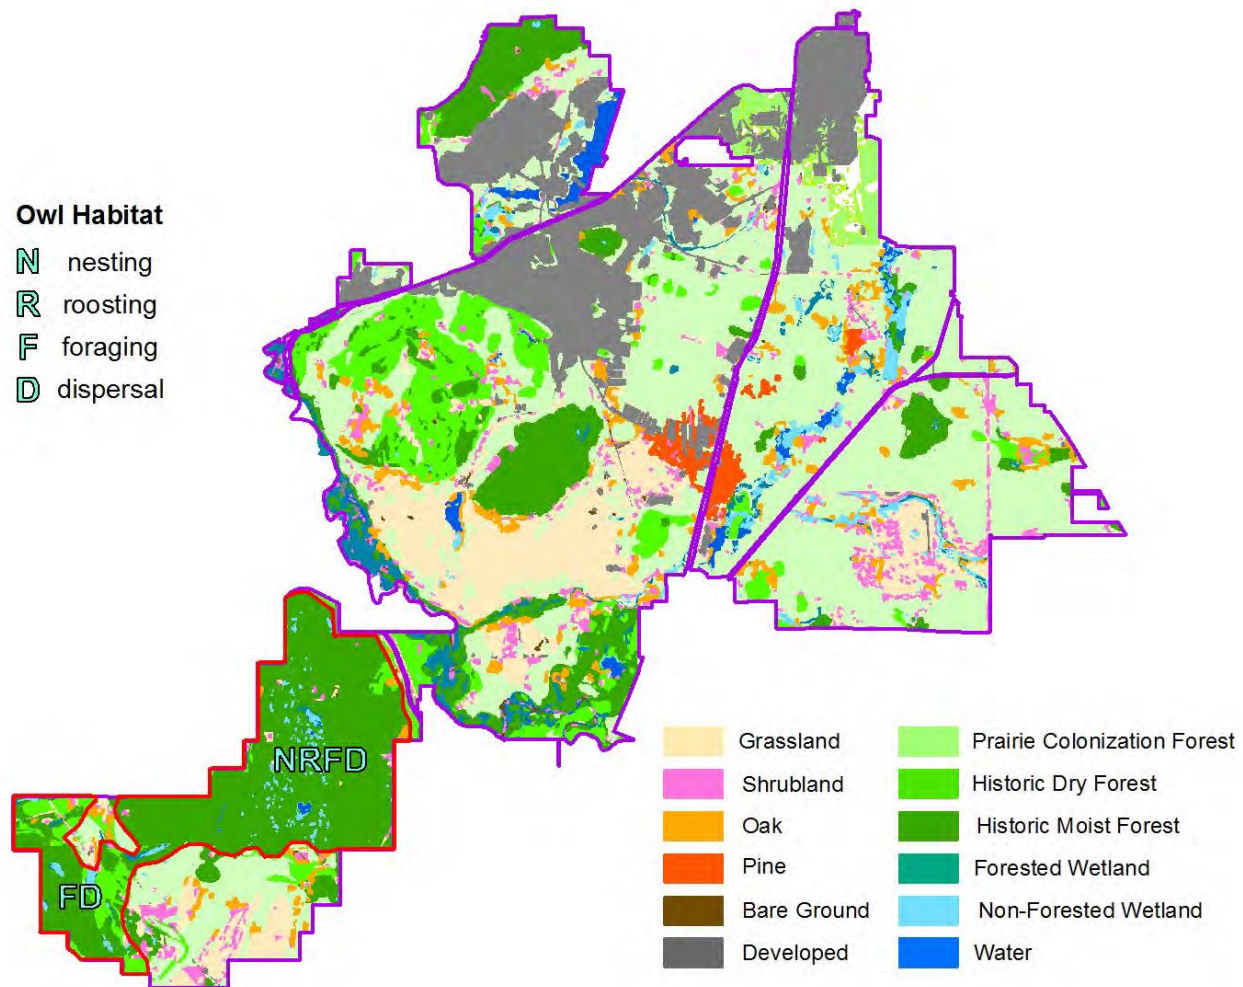 Owl Habitat
N nesting
R roosting
F foraging
D dispersal
NRFD
FD
Grassland
Shrubland
Oak
Pine
Bare Ground
Developed
Prairie Colonization Forest
Historic Dry Forest
Historic Moist Forest
Forested Wetland
Non-Forested Wetland
Water